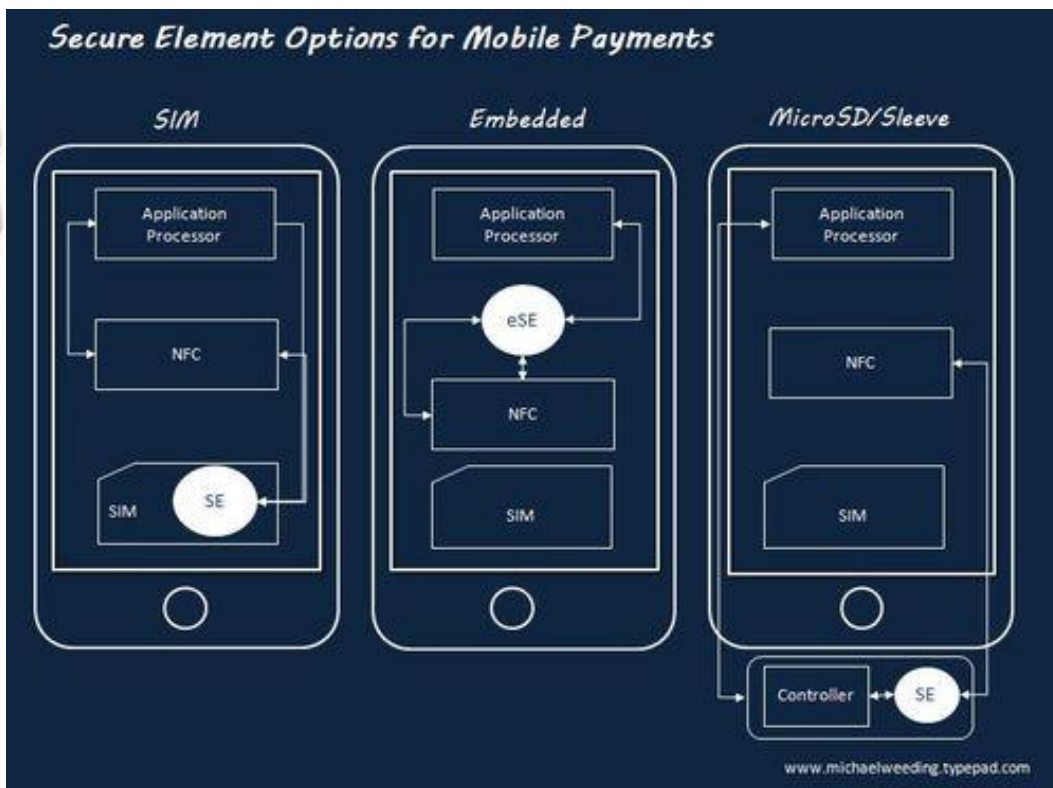 Secure Element Options for Mobile Payments
SIM
Application
Processor
NFC
SIM
SE
Embedded
Application
Processor
eSE
NFC
SIM
MicroSD/Sleeve
Application
Processor
NFC
SIM
Controller
SE
www.michaelweeding.typepad.com